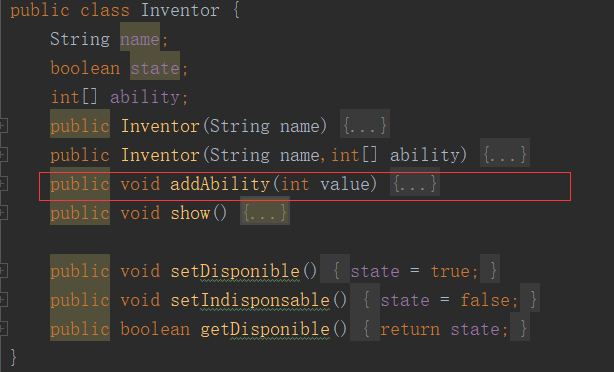 public class Inventor {
String name;
boolean state;
int[] ability;
public Inventor(String name) {...}
public Inventor(String name,int[] ability) {...}
public void addAbility(int value) {...}
public void show() {...}
public void setDisponible() { state = true; }
public void setIndisponsable() { state = false; }
public boolean getDisponible() { return state; }
}